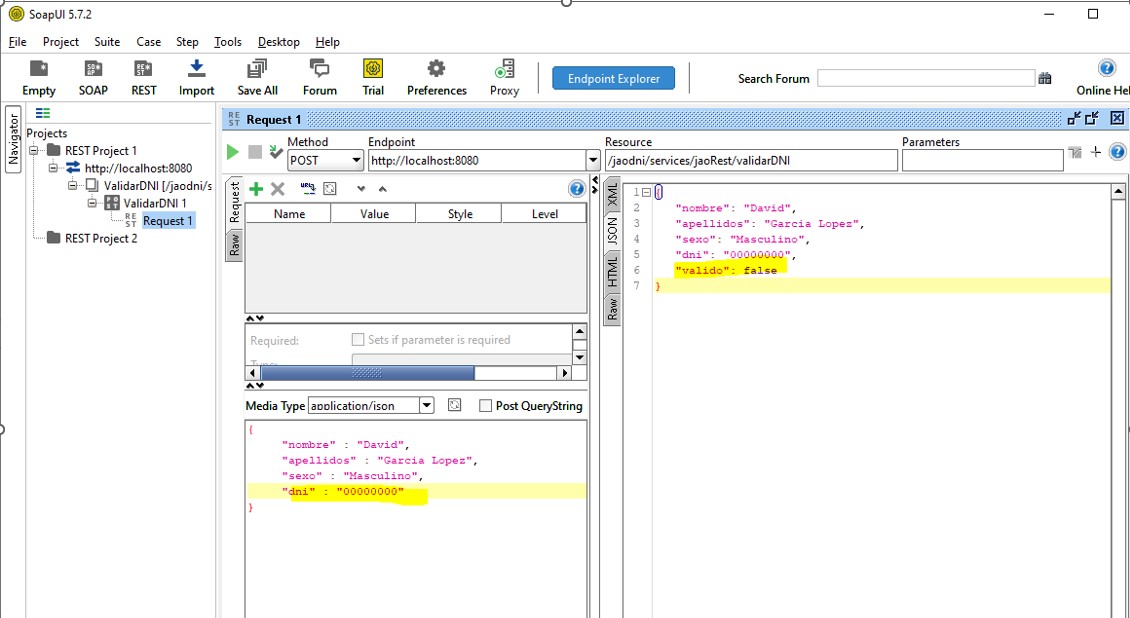 SoapUI 5.7.2
File Project Suite Case Step Tools Desktop Help
Empty SOAP REST Import Save All Forum Trial Preferences Proxy Endpoint Explorer Search Forum Online Hel
Navigator
Projects
REST Project 1
http://localhost:8080
ValidarDNI [/jaodni/s
ValidarDNI 1
Request 1
REST Project 2
Request 1
Method Endpoint Resource Parameters
POST http://localhost:8080 /jaodni/services/jaoRest/validarDNI
Request
Raw
Name Value Style Level
Required: Sets if parameter is required
Type:
Media Type application/json Post QueryString
{
"nombre" : "David",
"apellidos" : "Garcia Lopez",
"sexo" : "Masculino",
"dni" : "00000000"
}
XML
JSON
HTML
Raw
1 {
2 "nombre": "David",
3 "apellidos": "Garcia Lopez",
4 "sexo": "Masculino",
5 "dni": "00000000",
6 "valido": false
7 }